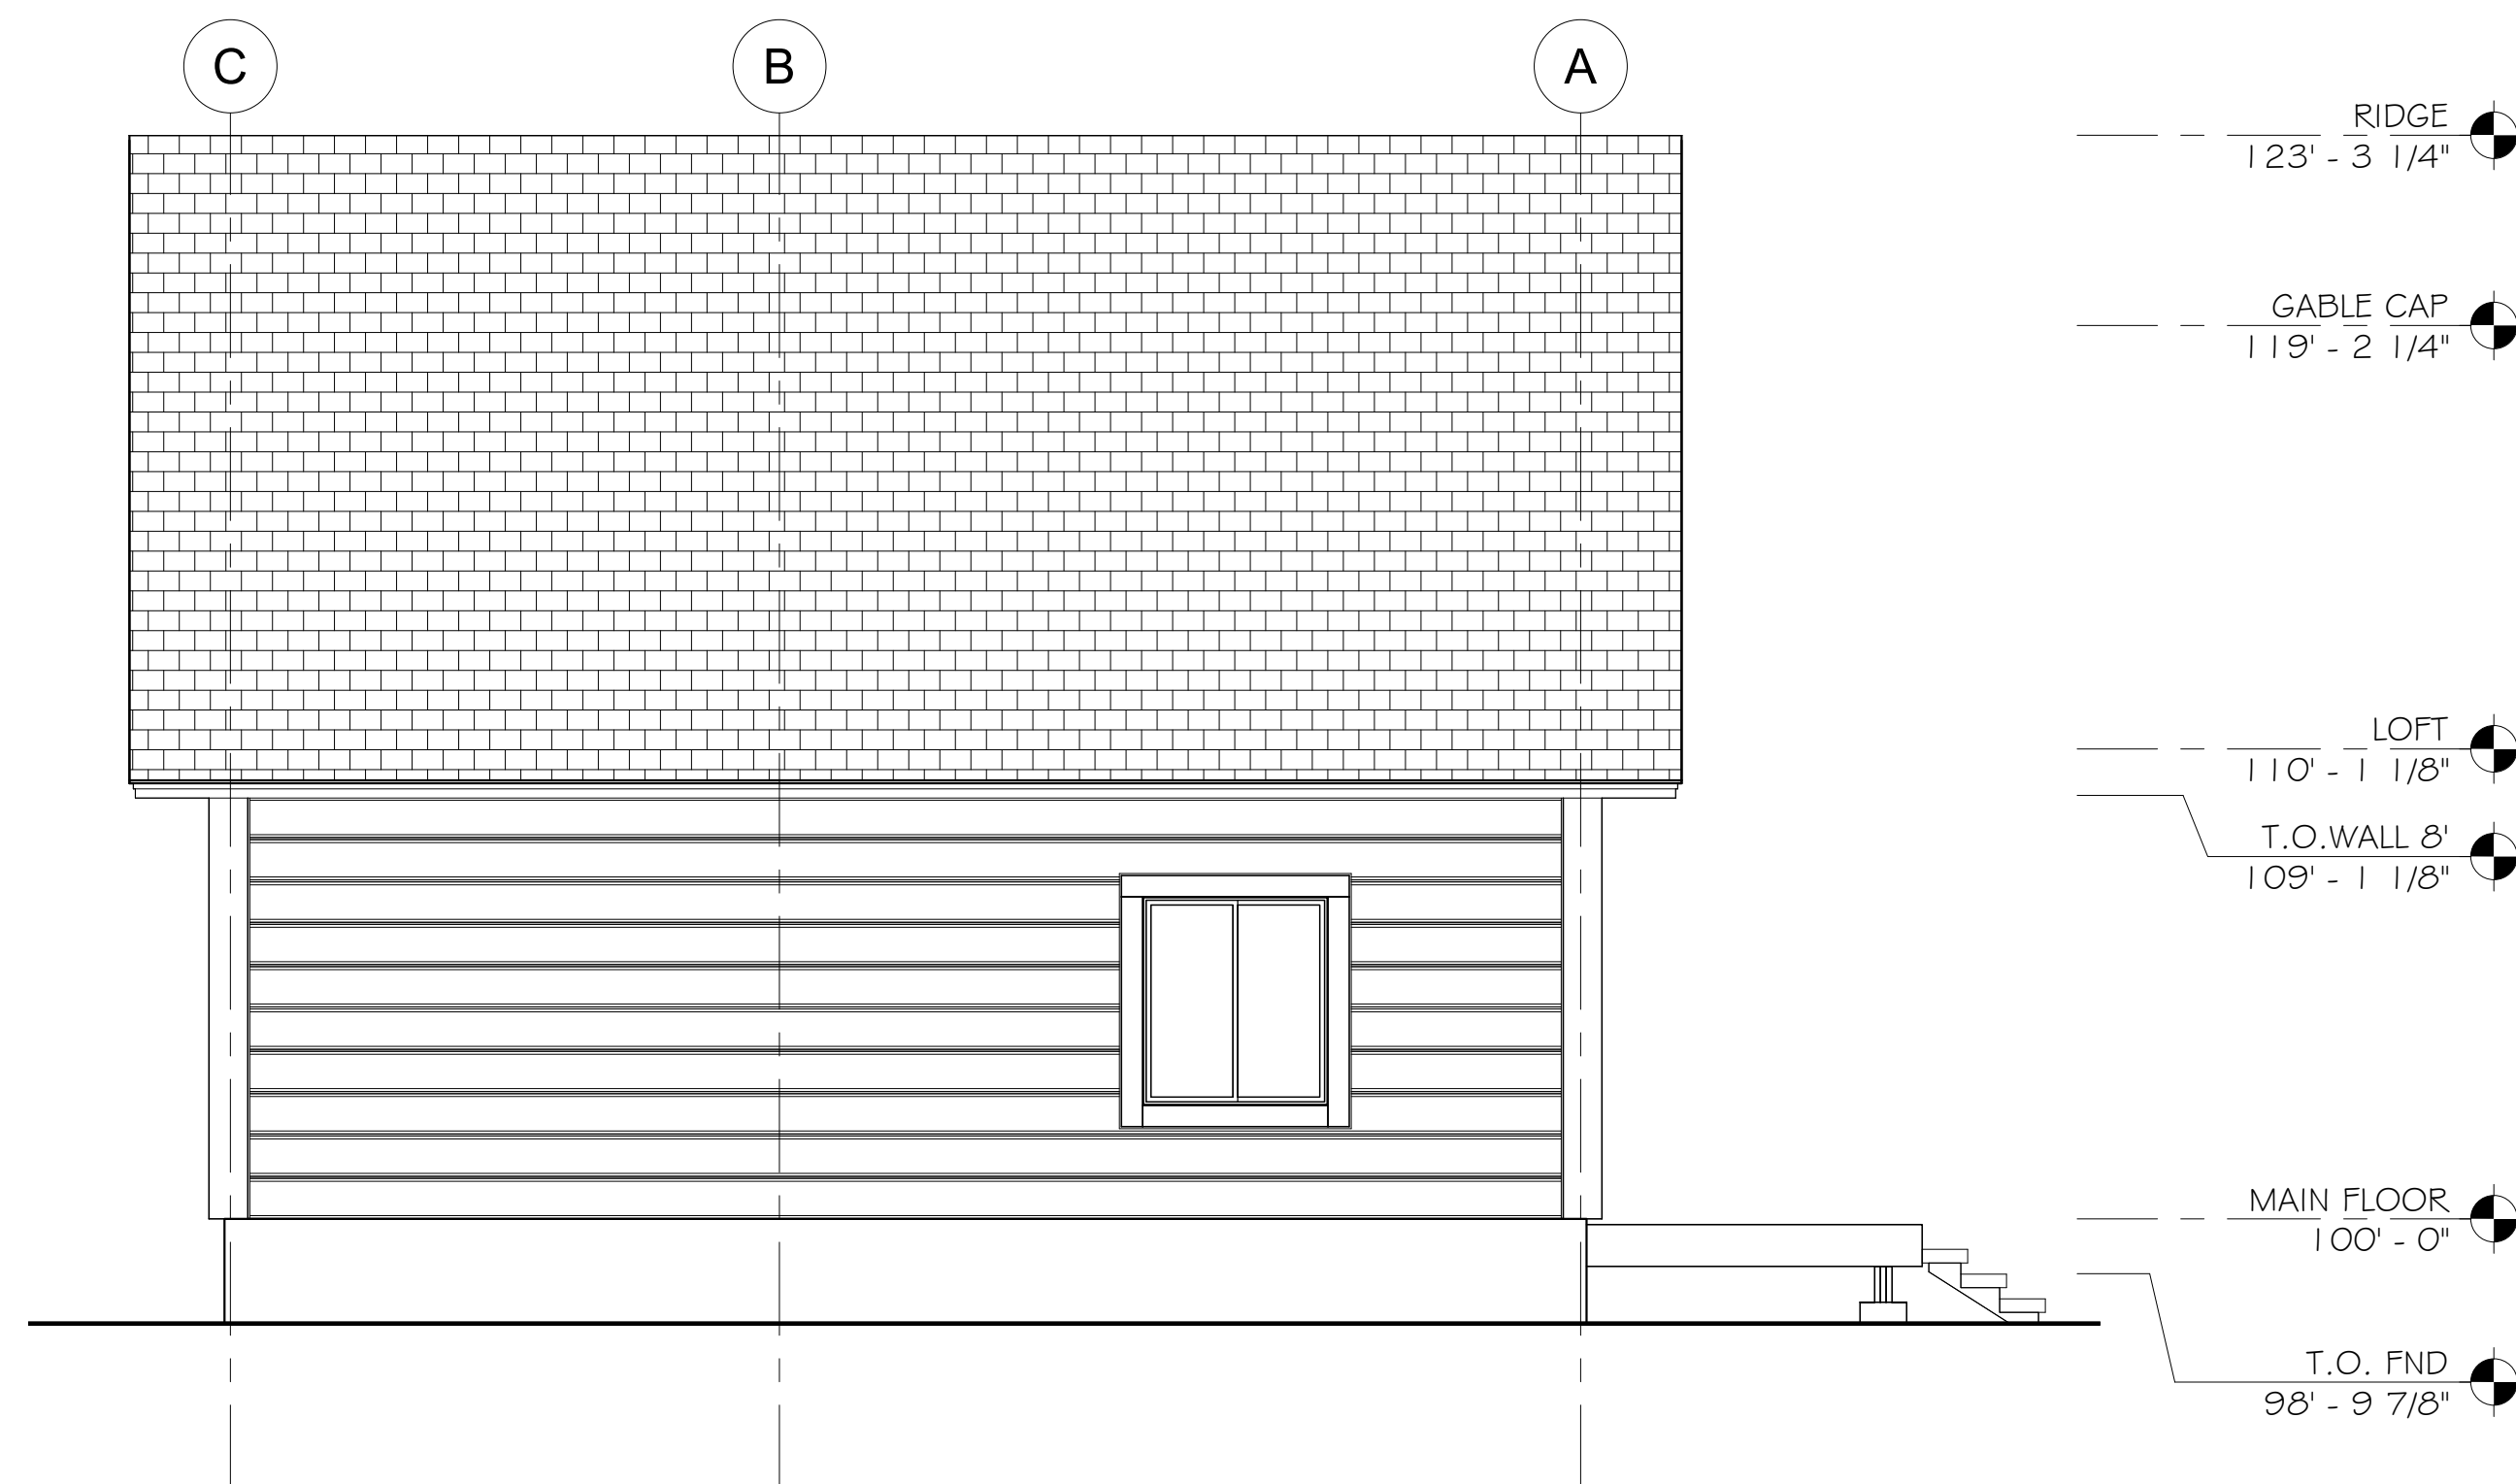 C
B
A
RIDGE
123' - 3 1/4"
GABLE CAP
119' - 2 1/4"
LOFT
110' - 1 1/8"
T.O.WALL 8'
109' - 1 1/8"
MAIN FLOOR
100' - 0"
T.O. FND
98' - 9 7/8"